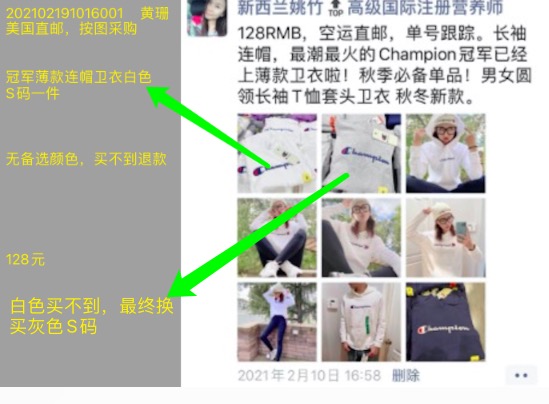 202102191016001 黄珊
美国直邮，按图采购
冠军薄款连帽卫衣白色
S码一件
无备选颜色，买不到退款
128元
白色买不到，最终换
买灰色S码
新西兰姚竹 TOP 高级国际注册营养师
128RMB，空运直邮，单号跟踪。长袖
连帽，最潮最火的Champion冠军已经
上薄款卫衣啦！秋季必备单品！男女圆
领长袖T恤套头卫衣 秋冬新款。
Champion
Champion
Champion
2021年2月10日 16:58 删除